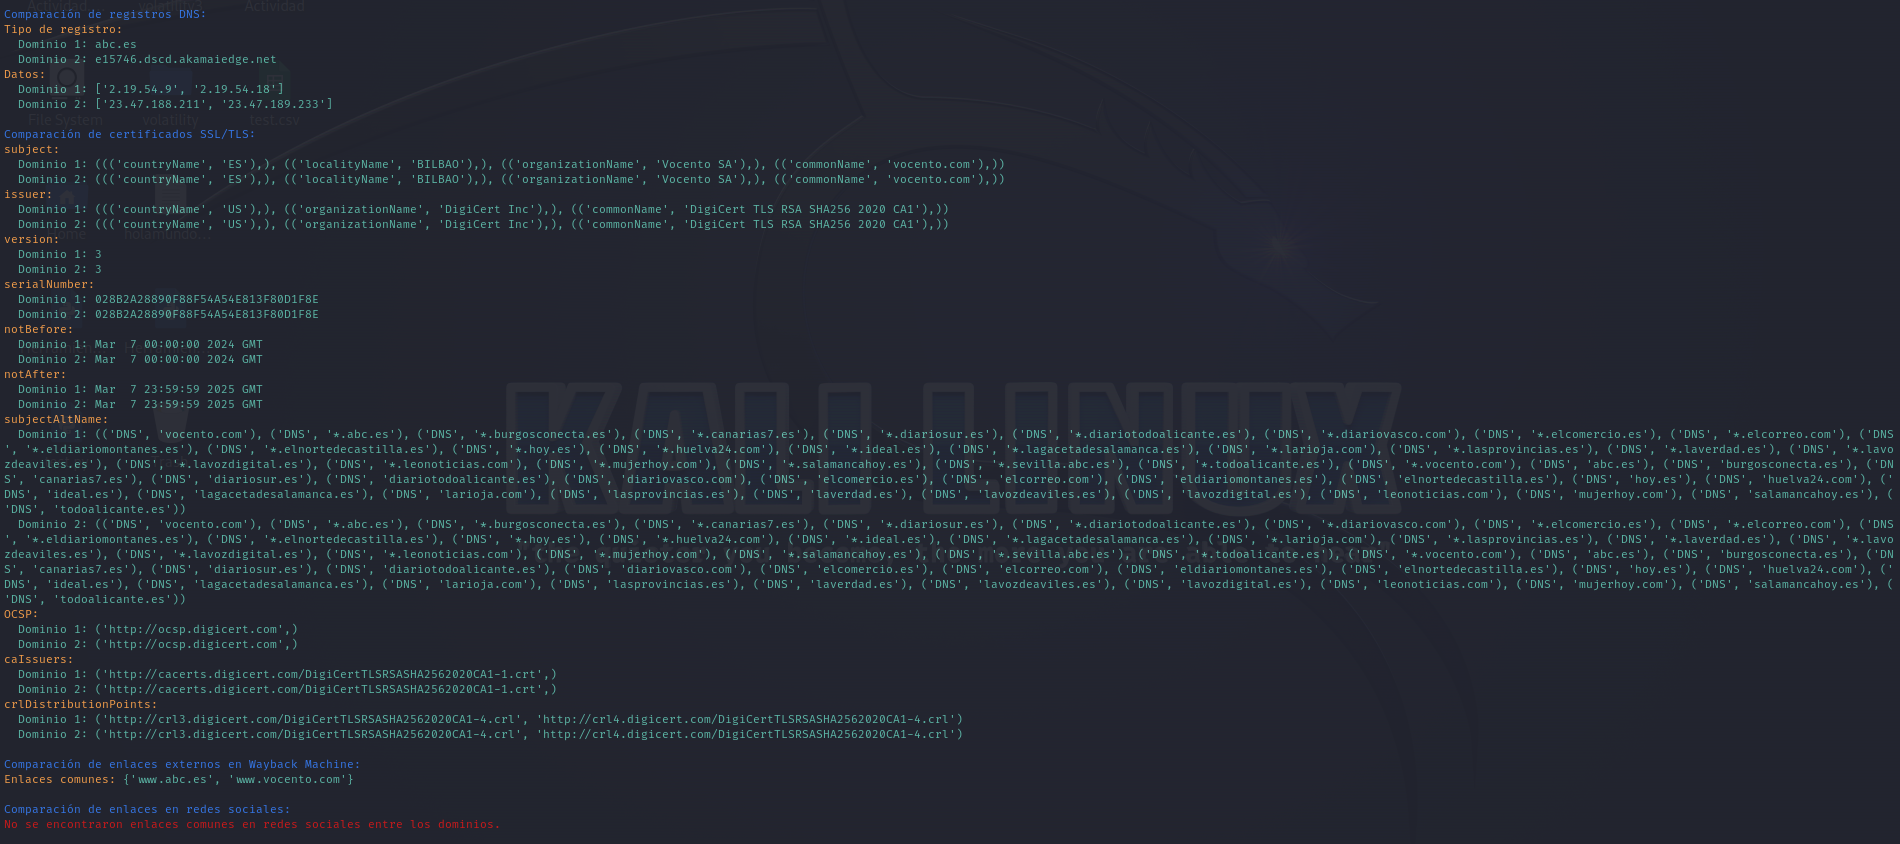 Actividad volatility3 Actividad
Comparación de registros DNS:
Tipo de registro:
  Dominio 1: abc.es
  Dominio 2: e15746.dscd.akamaiedge.net
Datos:
  Dominio 1: ['2.19.54.9', '2.19.54.18']
  Dominio 2: ['23.47.188.211', '23.47.189.233']
File System volatility test.csv
Comparación de certificados SSL/TLS:
subject:
  Dominio 1: ((('countryName', 'ES'),), (('localityName', 'BILBAO'),), (('organizationName', 'Vocento SA'),), (('commonName', 'vocento.com'),))
  Dominio 2: ((('countryName', 'ES'),), (('localityName', 'BILBAO'),), (('organizationName', 'Vocento SA'),), (('commonName', 'vocento.com'),))
issuer:
  Dominio 1: ((('countryName', 'US'),), (('organizationName', 'DigiCert Inc'),), (('commonName', 'DigiCert TLS RSA SHA256 2020 CA1'),))
  Dominio 2: ((('countryName', 'US'),), (('organizationName', 'DigiCert Inc'),), (('commonName', 'DigiCert TLS RSA SHA256 2020 CA1'),))
version:
  Dominio 1: 3
  Dominio 2: 3
serialNumber:
  Dominio 1: 028B2A28890F88F54A54E813F80D1F8E
  Dominio 2: 028B2A28890F88F54A54E813F80D1F8E
notBefore:
  Dominio 1: Mar  7 00:00:00 2024 GMT
  Dominio 2: Mar  7 00:00:00 2024 GMT
notAfter:
  Dominio 1: Mar  7 23:59:59 2025 GMT
  Dominio 2: Mar  7 23:59:59 2025 GMT
KALI LINUX
subjectAltName:
  Dominio 1: (('DNS', 'vocento.com'), ('DNS', '*.abc.es'), ('DNS', '*.burgosconecta.es'), ('DNS', '*.canarias7.es'), ('DNS', '*.diariosur.es'), ('DNS', '*.diariotodoalicante.es'), ('DNS', '*.diariovasco.com'), ('DNS', '*.elcomercio.es'), ('DNS', '*.elcorreo.com'), ('DNS
', '*.eldiariomontanes.es'), ('DNS', '*.elnortedecastilla.es'), ('DNS', '*.hoy.es'), ('DNS', '*.huelva24.com'), ('DNS', '*.ideal.es'), ('DNS', '*.lagacetadesalamanca.es'), ('DNS', '*.larioja.com'), ('DNS', '*.lasprovincias.es'), ('DNS', '*.laverdad.es'), ('DNS', '*.lavo
zdeaviles.es'), ('DNS', '*.lavozdigital.es'), ('DNS', '*.leonoticias.com'), ('DNS', '*.mujerhoy.com'), ('DNS', '*.salamancahoy.es'), ('DNS', '*.sevilla.abc.es'), ('DNS', '*.todoalicante.es'), ('DNS', '*.vocento.com'), ('DNS', 'abc.es'), ('DNS', 'burgosconecta.es'), ('DN
S', 'canarias7.es'), ('DNS', 'diariosur.es'), ('DNS', 'diariotodoalicante.es'), ('DNS', 'diariovasco.com'), ('DNS', 'elcomercio.es'), ('DNS', 'elcorreo.com'), ('DNS', 'eldiariomontanes.es'), ('DNS', 'elnortedecastilla.es'), ('DNS', 'hoy.es'), ('DNS', 'huelva24.com'), ('
DNS', 'ideal.es'), ('DNS', 'lagacetadesalamanca.es'), ('DNS', 'larioja.com'), ('DNS', 'lasprovincias.es'), ('DNS', 'laverdad.es'), ('DNS', 'lavozdeaviles.es'), ('DNS', 'lavozdigital.es'), ('DNS', 'leonoticias.com'), ('DNS', 'mujerhoy.com'), ('DNS', 'salamancahoy.es'), (
'DNS', 'todoalicante.es'))
  Dominio 2: (('DNS', 'vocento.com'), ('DNS', '*.abc.es'), ('DNS', '*.burgosconecta.es'), ('DNS', '*.canarias7.es'), ('DNS', '*.diariosur.es'), ('DNS', '*.diariotodoalicante.es'), ('DNS', '*.diariovasco.com'), ('DNS', '*.elcomercio.es'), ('DNS', '*.elcorreo.com'), ('DNS
', '*.eldiariomontanes.es'), ('DNS', '*.elnortedecastilla.es'), ('DNS', '*.hoy.es'), ('DNS', '*.huelva24.com'), ('DNS', '*.ideal.es'), ('DNS', '*.lagacetadesalamanca.es'), ('DNS', '*.larioja.com'), ('DNS', '*.lasprovincias.es'), ('DNS', '*.laverdad.es'), ('DNS', '*.lavo
zdeaviles.es'), ('DNS', '*.lavozdigital.es'), ('DNS', '*.leonoticias.com'), ('DNS', '*.mujerhoy.com'), ('DNS', '*.salamancahoy.es'), ('DNS', '*.sevilla.abc.es'), ('DNS', '*.todoalicante.es'), ('DNS', '*.vocento.com'), ('DNS', 'abc.es'), ('DNS', 'burgosconecta.es'), ('DN
S', 'canarias7.es'), ('DNS', 'diariosur.es'), ('DNS', 'diariotodoalicante.es'), ('DNS', 'diariovasco.com'), ('DNS', 'elcomercio.es'), ('DNS', 'elcorreo.com'), ('DNS', 'eldiariomontanes.es'), ('DNS', 'elnortedecastilla.es'), ('DNS', 'hoy.es'), ('DNS', 'huelva24.com'), ('
DNS', 'ideal.es'), ('DNS', 'lagacetadesalamanca.es'), ('DNS', 'larioja.com'), ('DNS', 'lasprovincias.es'), ('DNS', 'laverdad.es'), ('DNS', 'lavozdeaviles.es'), ('DNS', 'lavozdigital.es'), ('DNS', 'leonoticias.com'), ('DNS', 'mujerhoy.com'), ('DNS', 'salamancahoy.es'), (
'DNS', 'todoalicante.es'))
OCSP:
  Dominio 1: ('http://ocsp.digicert.com',)
  Dominio 2: ('http://ocsp.digicert.com',)
caIssuers:
  Dominio 1: ('http://cacerts.digicert.com/DigiCertTLSRSASHA2562020CA1-1.crt',)
  Dominio 2: ('http://cacerts.digicert.com/DigiCertTLSRSASHA2562020CA1-1.crt',)
crlDistributionPoints:
  Dominio 1: ('http://crl3.digicert.com/DigiCertTLSRSASHA2562020CA1-4.crl', 'http://crl4.digicert.com/DigiCertTLSRSASHA2562020CA1-4.crl')
  Dominio 2: ('http://crl3.digicert.com/DigiCertTLSRSASHA2562020CA1-4.crl', 'http://crl4.digicert.com/DigiCertTLSRSASHA2562020CA1-4.crl')
Comparación de enlaces externos en Wayback Machine:
Enlaces comunes: {'www.abc.es', 'www.vocento.com'}
Comparación de enlaces en redes sociales:
No se encontraron enlaces comunes en redes sociales entre los dominios.